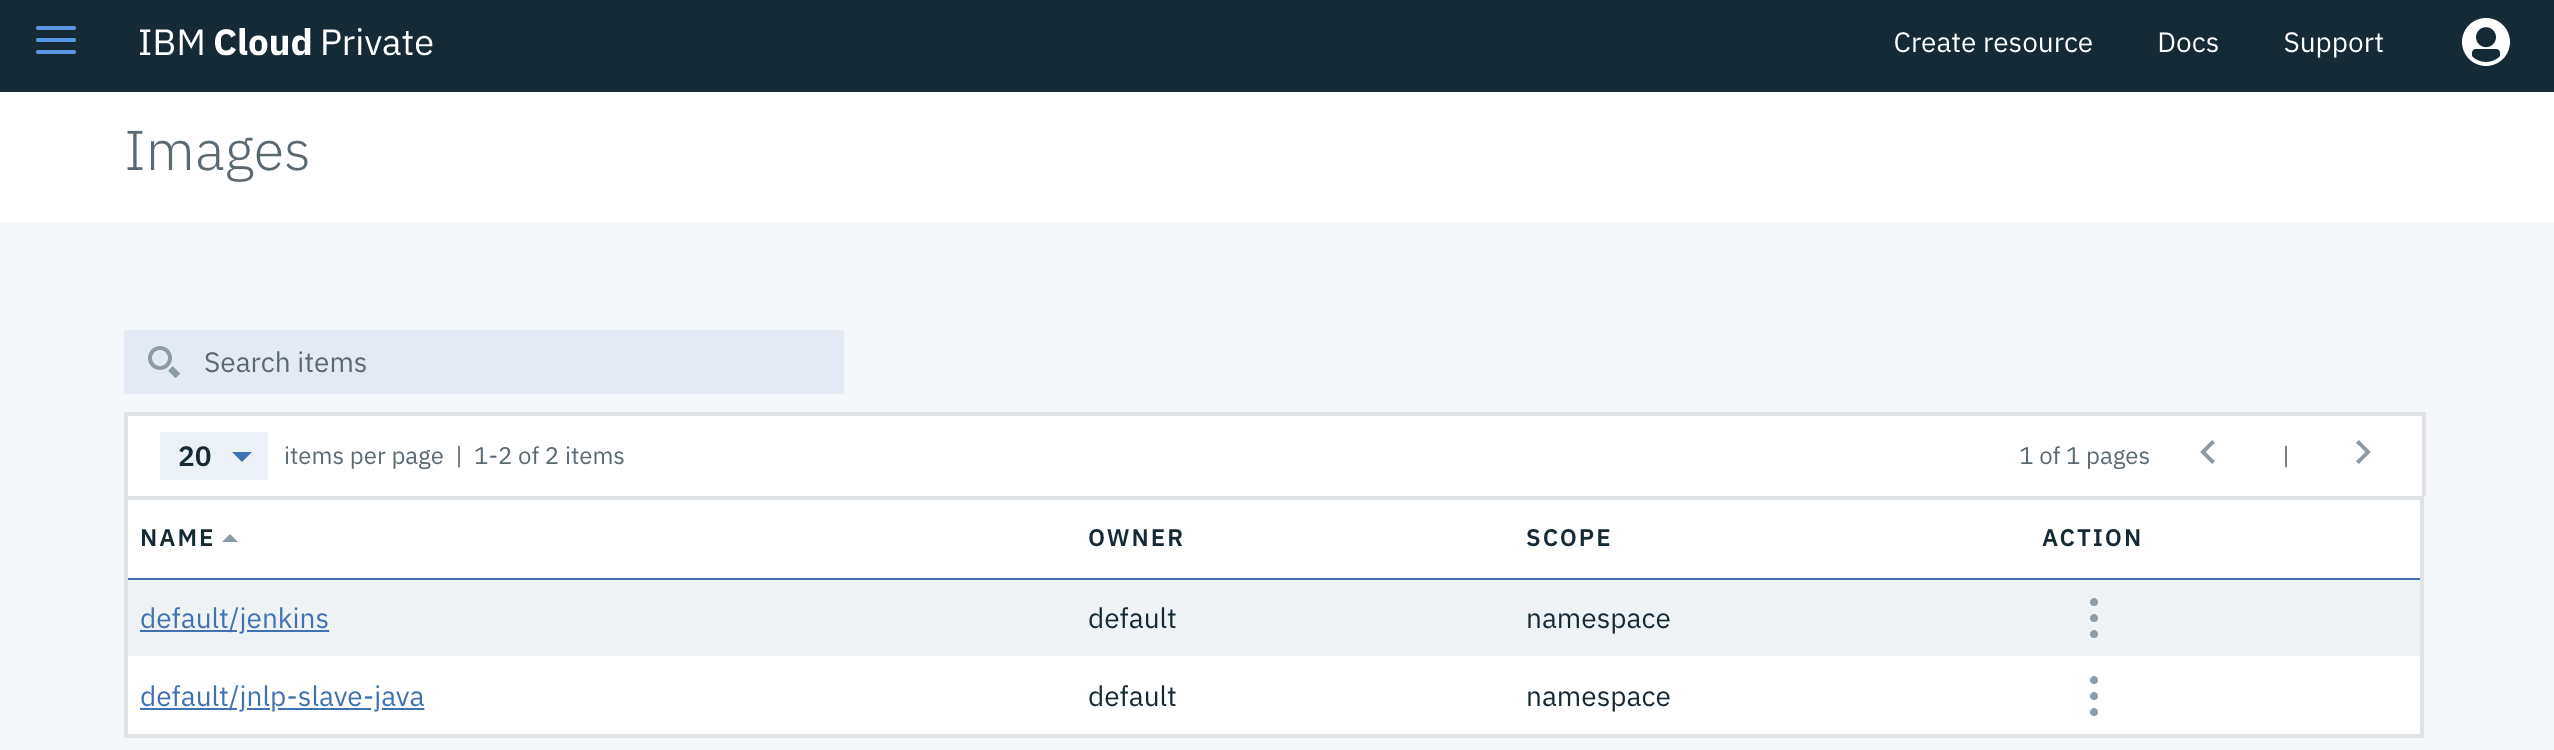 IBM Cloud Private Create resource Docs Support
Images
Search items
20 items per page | 1-2 of 2 items 1 of 1 pages |
NAME OWNER SCOPE ACTION
default/jenkins default namespace
default/jnlp-slave-java default namespace